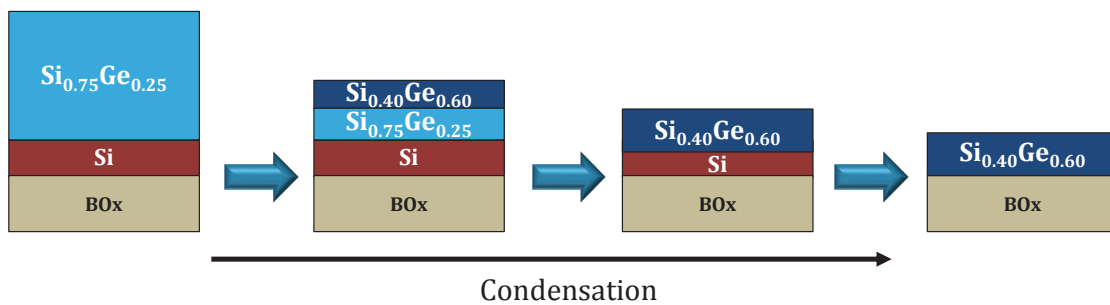 Si₀.₇₅Ge₀.₂₅
Si
BOx
Si₀.₄₀Ge₀.₆₀
Si₀.₇₅Ge₀.₂₅
Si
BOx
Si₀.₄₀Ge₀.₆₀
Si
BOx
Si₀.₄₀Ge₀.₆₀
BOx
Condensation